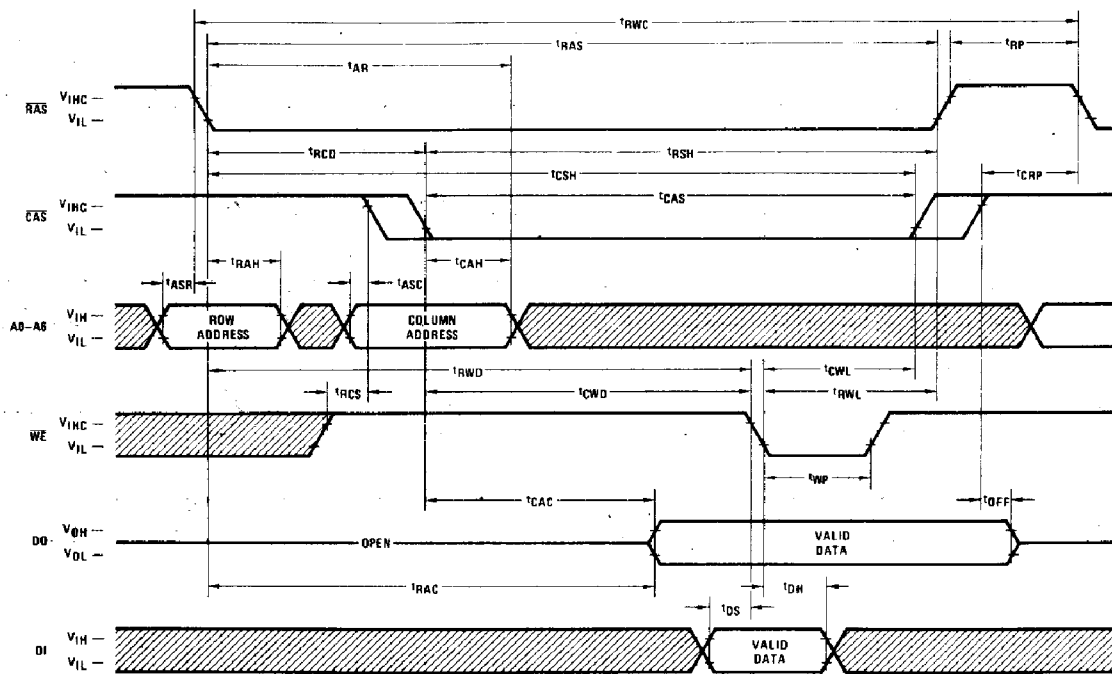 tRWC
tRAS
tRP
tAR
RAS
VIHC
VIL
tRCD
tRSH
tCSH
tCRP
tCAS
CAS
VIHC
VIL
tRAH
tCAH
tASR
tASC
A0-A6
VIH
VIL
ROW ADDRESS
COLUMN ADDRESS
tRWD
tCWL
tRCS
tCWD
tRWL
WE
VIHC
VIL
tWP
tCAC
tOFF
DO
VOH
VOL
OPEN
VALID DATA
tRAC
tDH
tDS
DI
VIH
VIL
VALID DATA